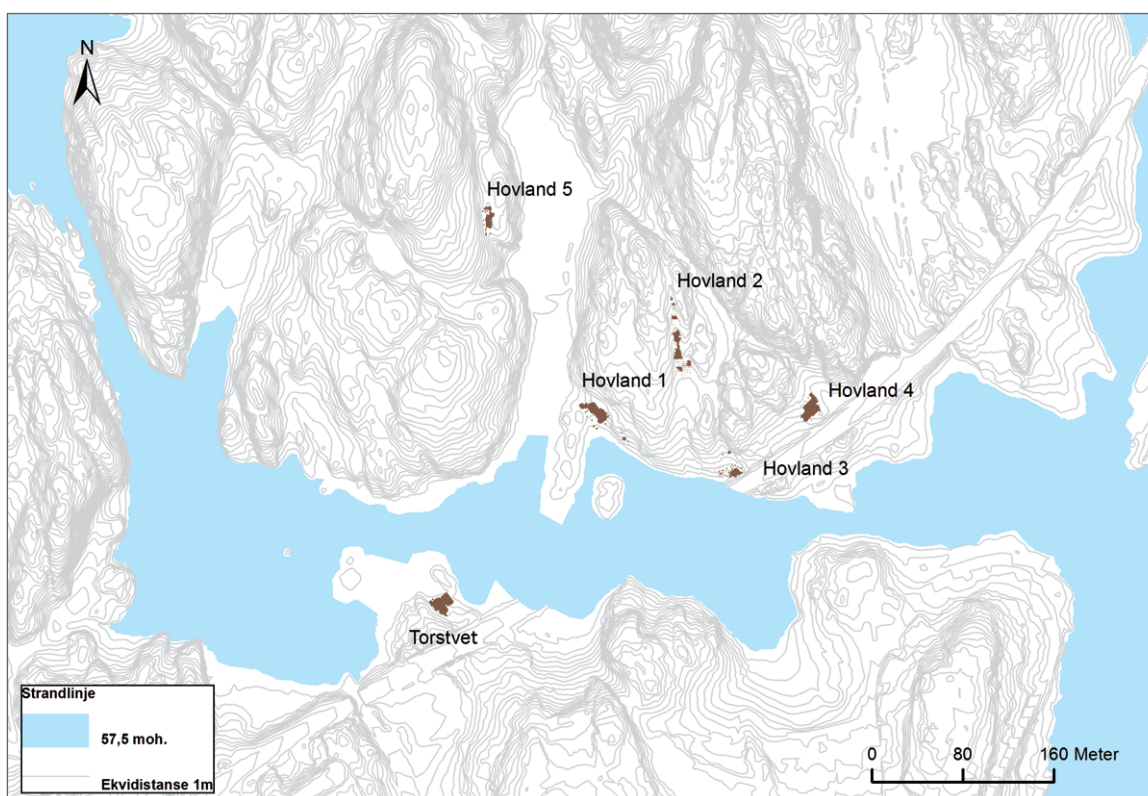 N
Hovland 5
Hovland 2
Hovland 1
Hovland 4
Hovland 3
Torstvet
Strandlinje
57,5 moh.
Ekvidistanse 1m
0 80 160 Meter